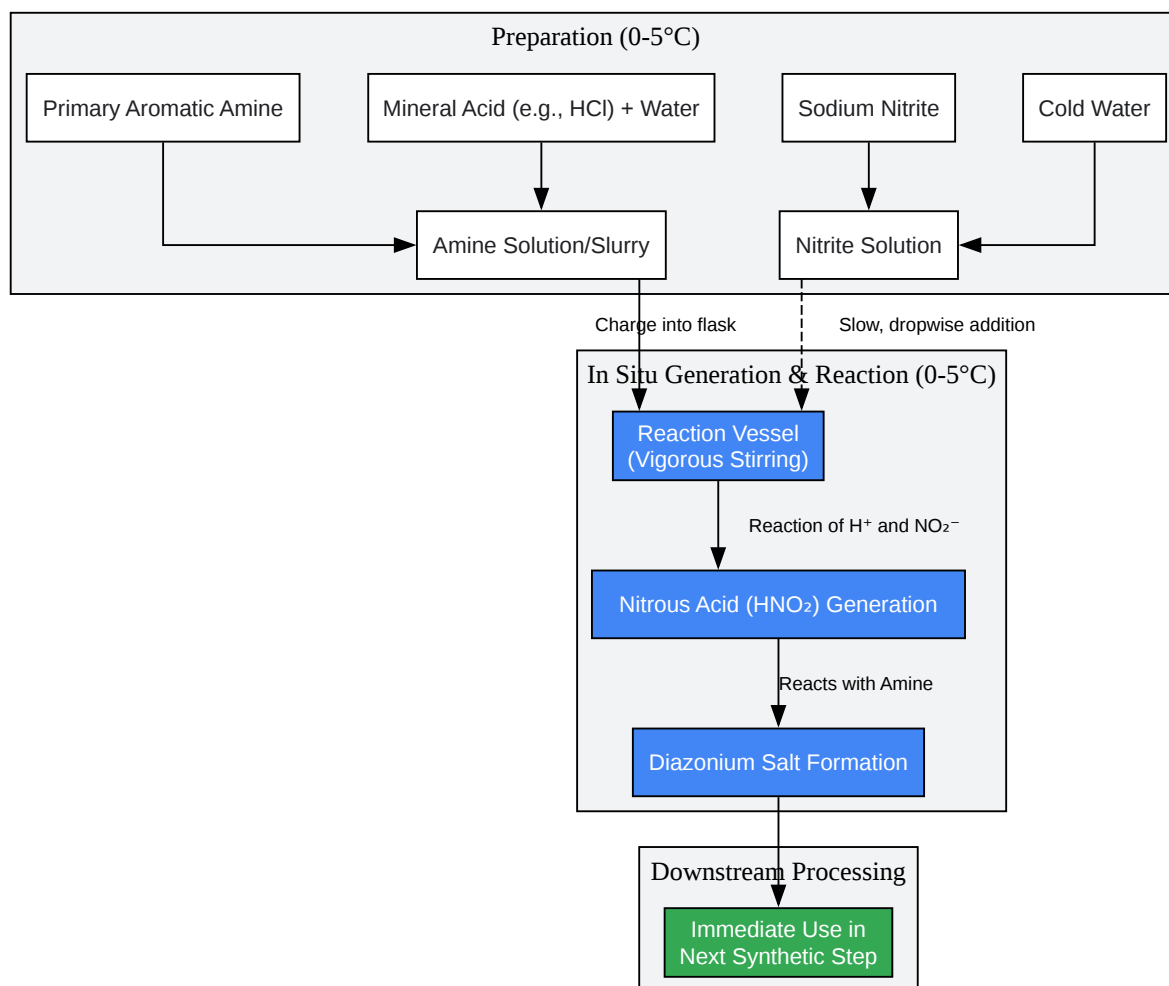 Preparation (0-5°C)
Primary Aromatic Amine
Mineral Acid (e.g., HCl) + Water
Sodium Nitrite
Cold Water
Amine Solution/Slurry
Nitrite Solution
Charge into flask
Slow, dropwise addition
In Situ Generation & Reaction (0-5°C)
Reaction Vessel
(Vigorous Stirring)
Reaction of H⁺ and NO₂⁻
Nitrous Acid (HNO₂) Generation
Reacts with Amine
Diazonium Salt Formation
Downstream Processing
Immediate Use in
Next Synthetic Step